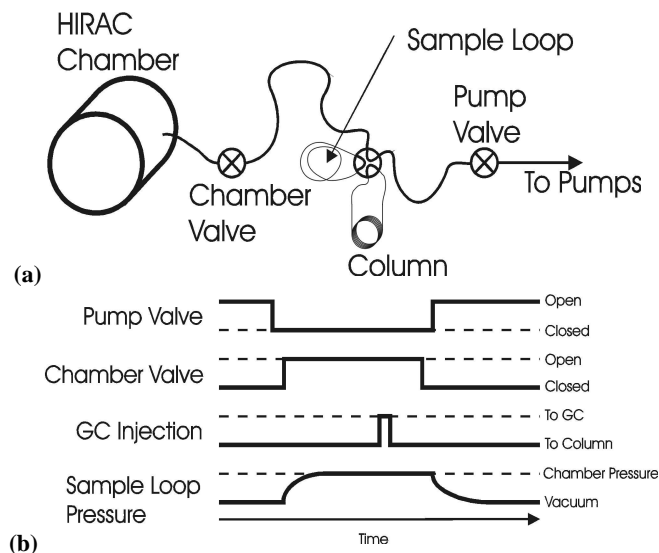 HIRAC
Chamber
Sample Loop
Pump
Valve
Chamber
Valve
To Pumps
Column
(a)
Pump Valve
Open
Closed
Chamber Valve
Open
Closed
GC Injection
To GC
To Column
Sample Loop
Pressure
Chamber Pressure
Vacuum
Time
(b)